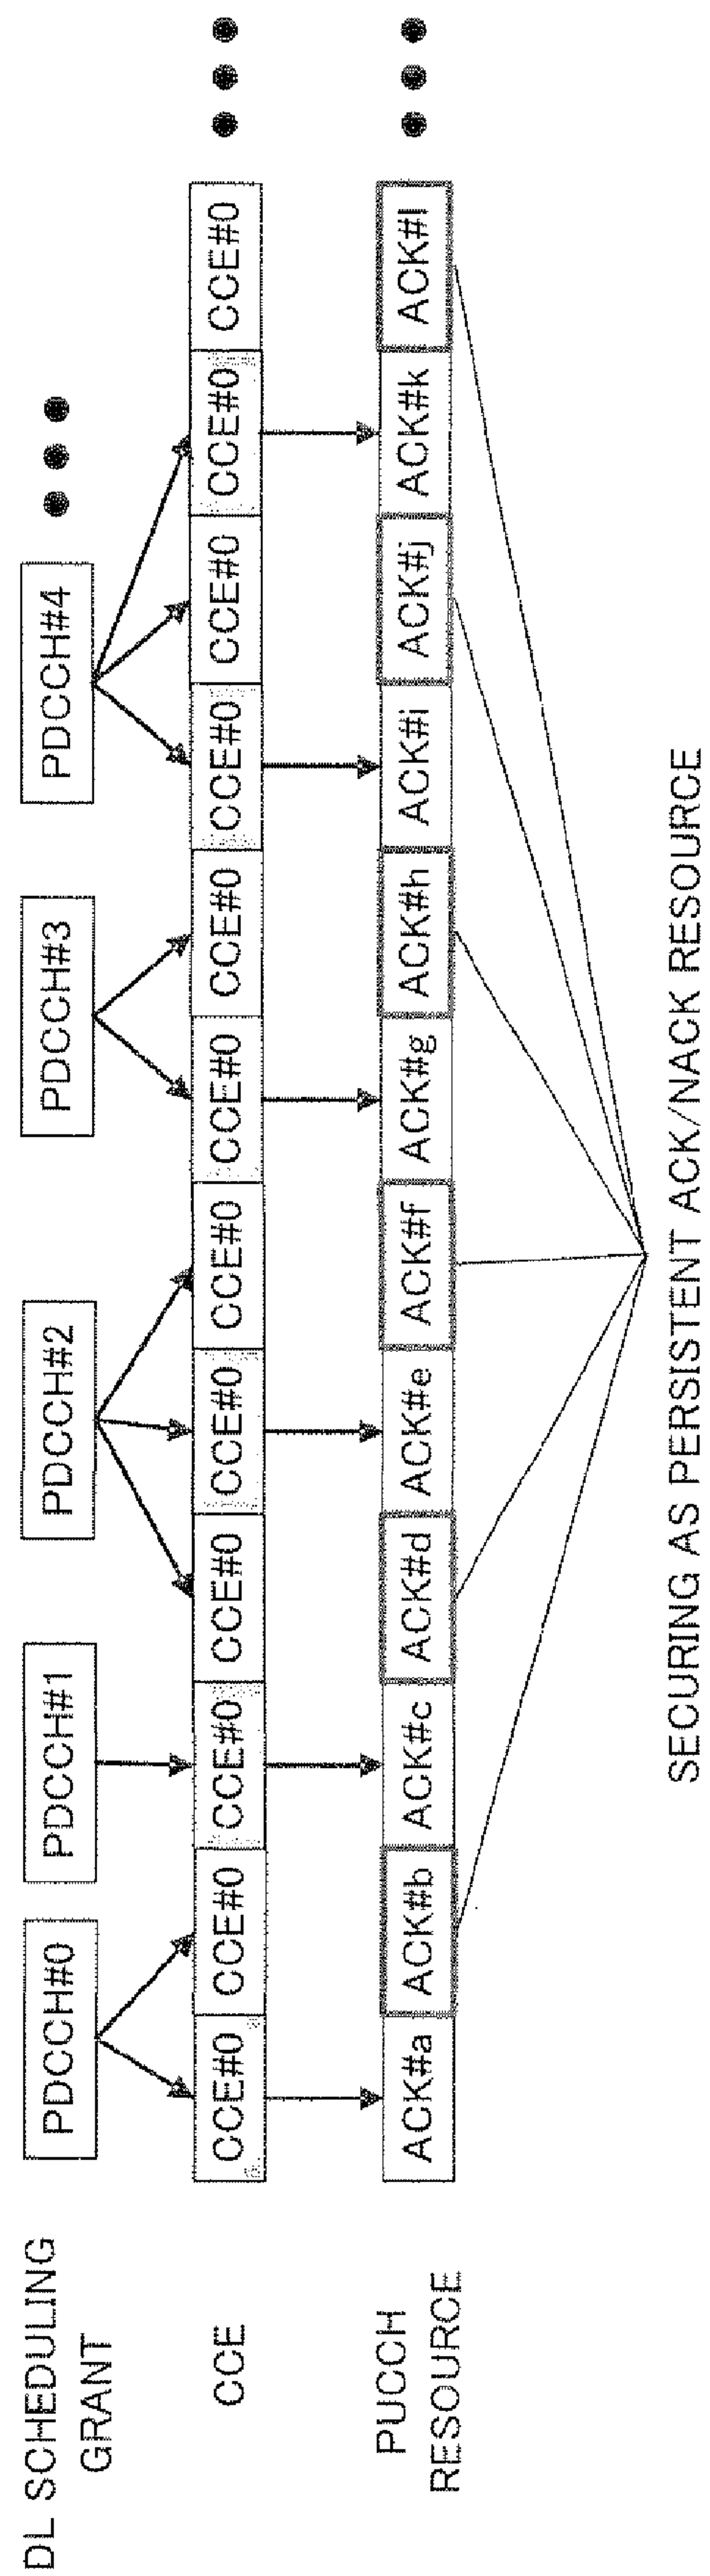 DL SCHEDULING
GRANT
PDCCH#0
PDCCH#1
PDCCH#2
PDCCH#3
PDCCH#4
CCE
CCE#0
CCE#0
CCE#0
CCE#0
CCE#0
CCE#0
CCE#0
CCE#0
CCE#0
CCE#0
CCE#0
CCE#0
PUCCH
RESOURCE
ACK#a
ACK#b
ACK#c
ACK#d
ACK#e
ACK#f
ACK#g
ACK#h
ACK#i
ACK#j
ACK#k
ACK#l
SECURING AS PERSISTENT ACK/NACK RESOURCE